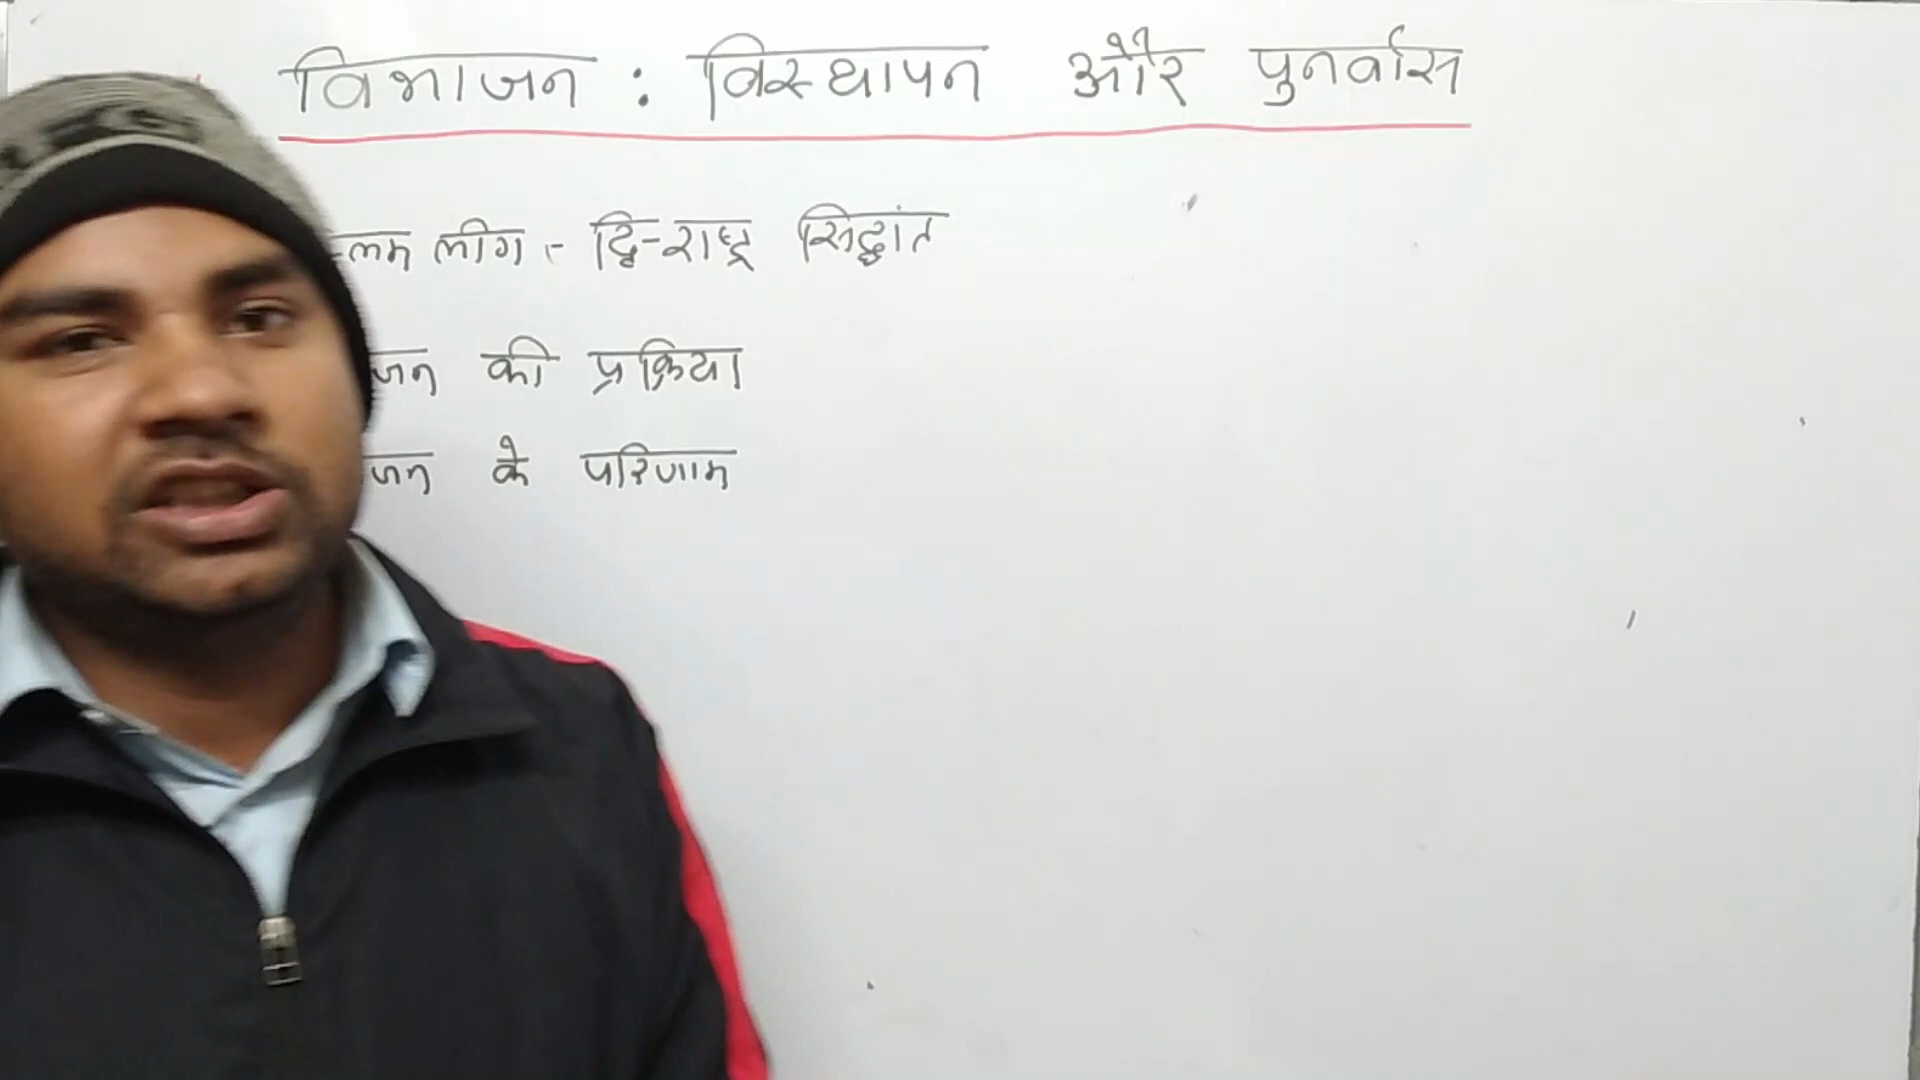 विभाजन : विस्थापन और पुनर्वास
लीग :- द्वि-राष्ट्र सिद्धांत
की प्रक्रिया
के परिणाम